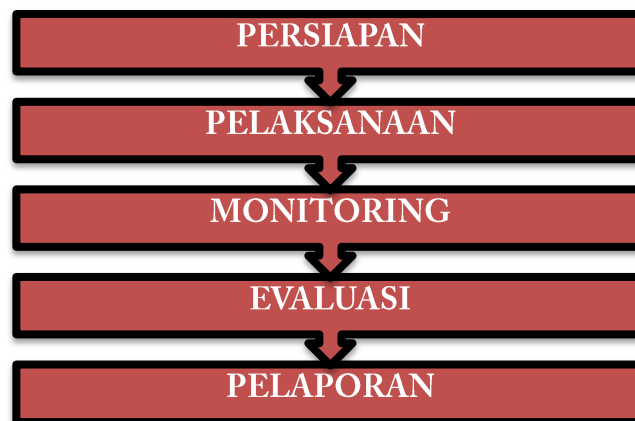 PERSIAPAN
PELAKSANAAN
MONITORING
EVALUASI
PELAPORAN